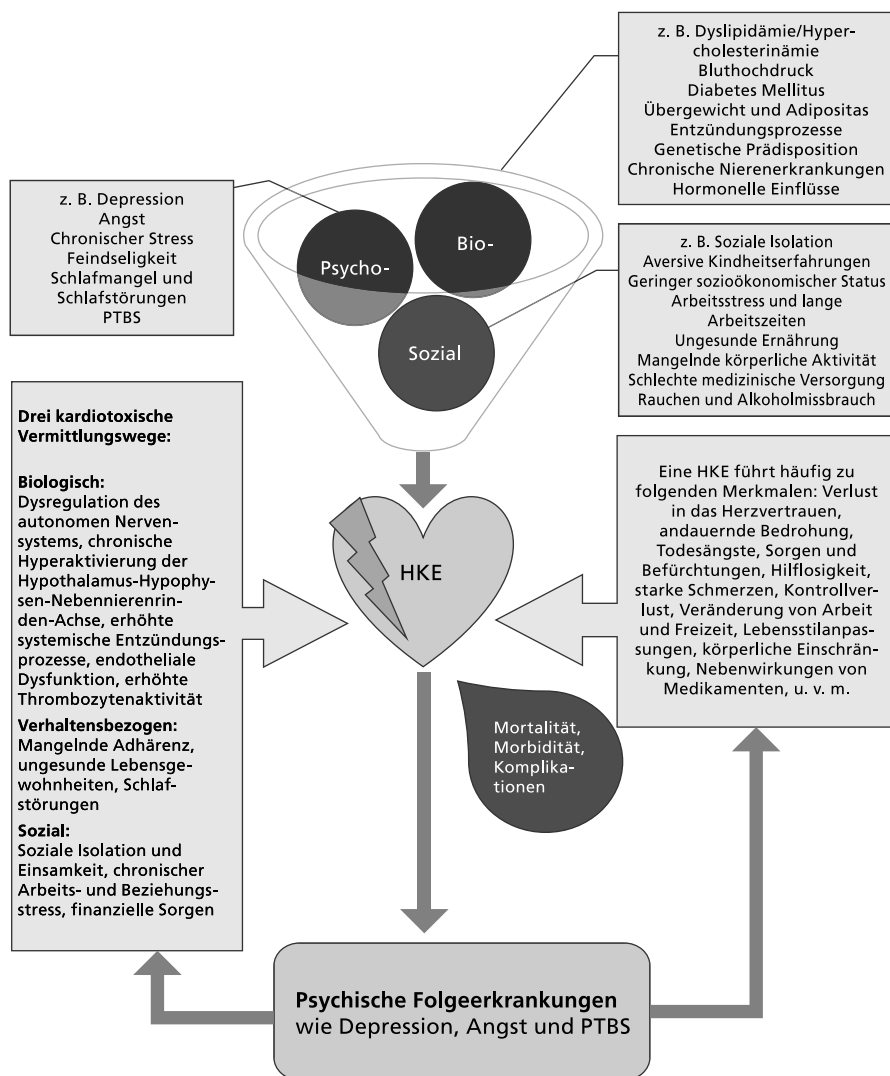 z. B. Dyslipidämie/Hyper-
cholesterinämie
Bluthochdruck
Diabetes Mellitus
Übergewicht und Adipositas
Entzündungsprozesse
Genetische Prädisposition
Chronische Nierenerkrankungen
Hormonelle Einflüsse
z. B. Depression
Angst
Chronischer Stress
Feindseligkeit
Schlafmangel und
Schlafstörungen
PTBS
Psycho-
Bio-
Sozial
z. B. Soziale Isolation
Aversive Kindheitserfahrungen
Geringer sozioökonomischer Status
Arbeitsstress und lange
Arbeitszeiten
Ungesunde Ernährung
Mangelnde körperliche Aktivität
Schlechte medizinische Versorgung
Rauchen und Alkoholmissbrauch
Drei kardiotoxische
Vermittlungswege:
Biologisch:
Dysregulation des
autonomen Nerven-
systems, chronische
Hyperaktivierung der
Hypothalamus-Hypophy-
sen-Nebennierenrin-
den-Achse, erhöhte
systemische Entzündungs-
prozesse, endotheliale
Dysfunktion, erhöhte
Thrombozytenaktivität
Verhaltensbezogen:
Mangelnde Adhärenz,
ungesunde Lebensge-
wohnheiten, Schlaf-
störungen
Sozial:
Soziale Isolation und
Einsamkeit, chronischer
Arbeits- und Beziehungs-
stress, finanzielle Sorgen
HKE
Eine HKE führt häufig zu
folgenden Merkmalen: Verlust
in das Herzvertrauen,
andauernde Bedrohung,
Todesängste, Sorgen und
Befürchtungen, Hilflosigkeit,
starke Schmerzen, Kontrollver-
lust, Veränderung von Arbeit
und Freizeit, Lebensstilanpas-
sungen, körperliche Einschrän-
kung, Nebenwirkungen von
Medikamenten, u. v. m.
Mortalität,
Morbidität,
Komplika-
tionen
Psychische Folgeerkrankungen
wie Depression, Angst und PTBS